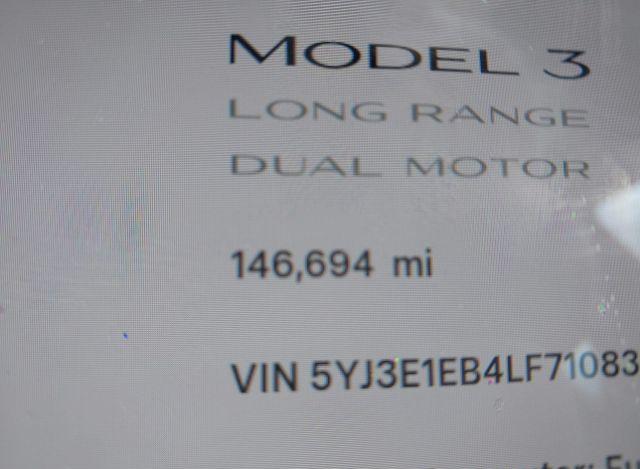 MODEL 3
LONG RANGE
DUAL MOTOR
146,694 mi
VIN 5YJ3E1EB4LF71083